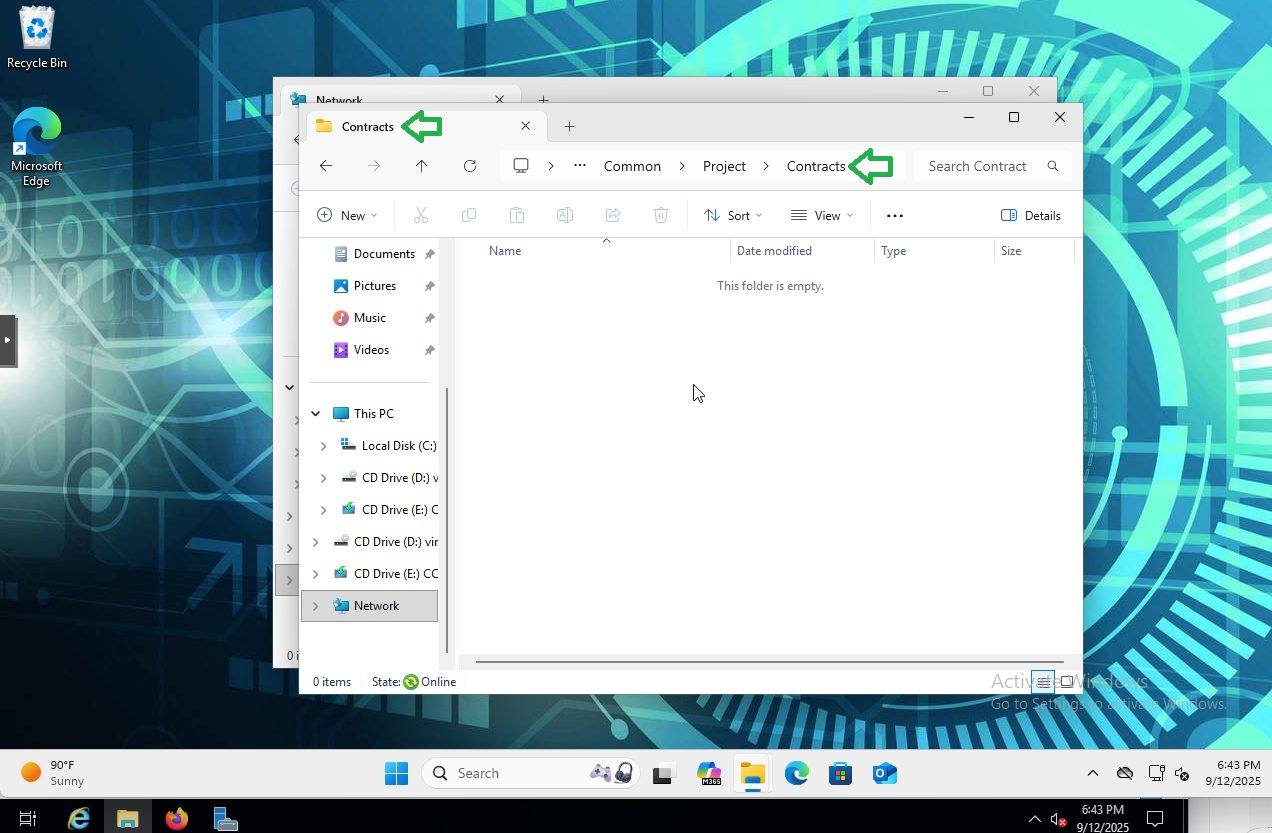 Recycle Bin
Microsoft
Edge
Network
Contracts
Common
Project
Contracts
Search Contract
New
Sort
View
Details
Documents
Pictures
Music
Videos
This PC
Local Disk (C:)
CD Drive (D:) v
CD Drive (E:) C
CD Drive (D:) vir
CD Drive (E:) CC
Network
Name
Date modified
Type
Size
This folder is empty.
0 i
0 items
State:
Online
Activate Windows
Go to Settings to activate Windows.
90°F
Sunny
Search
M365
6:43 PM
9/12/2025
6:43 PM
9/12/2025